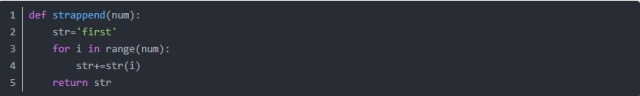 1 def strappend(num):
2     str='first'
3     for i in range(num):
4         str+=str(i)
5     return str